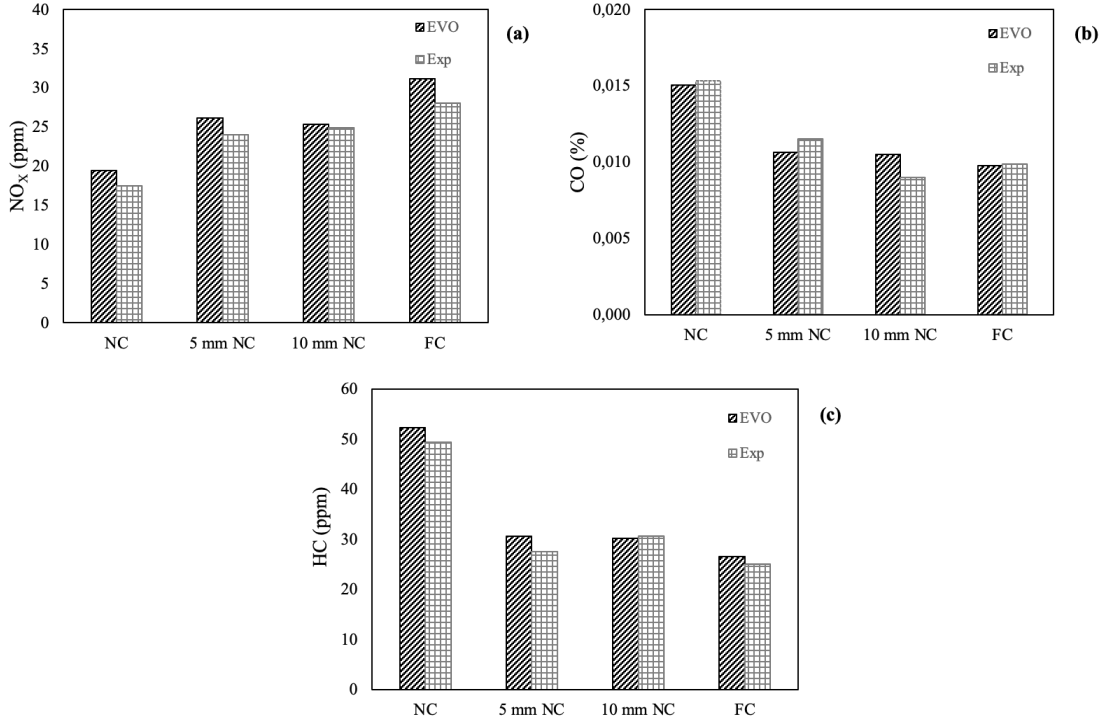 40
35
30
25
20
15
10
5
0
NOX (ppm)
EVO
Exp
(a)
NC 5 mm NC 10 mm NC FC
0,020
0,015
0,010
0,005
0,000
CO (%)
EVO
Exp
(b)
NC 5 mm NC 10 mm NC FC
60
50
40
30
20
10
0
HC (ppm)
EVO
Exp
(c)
NC 5 mm NC 10 mm NC FC